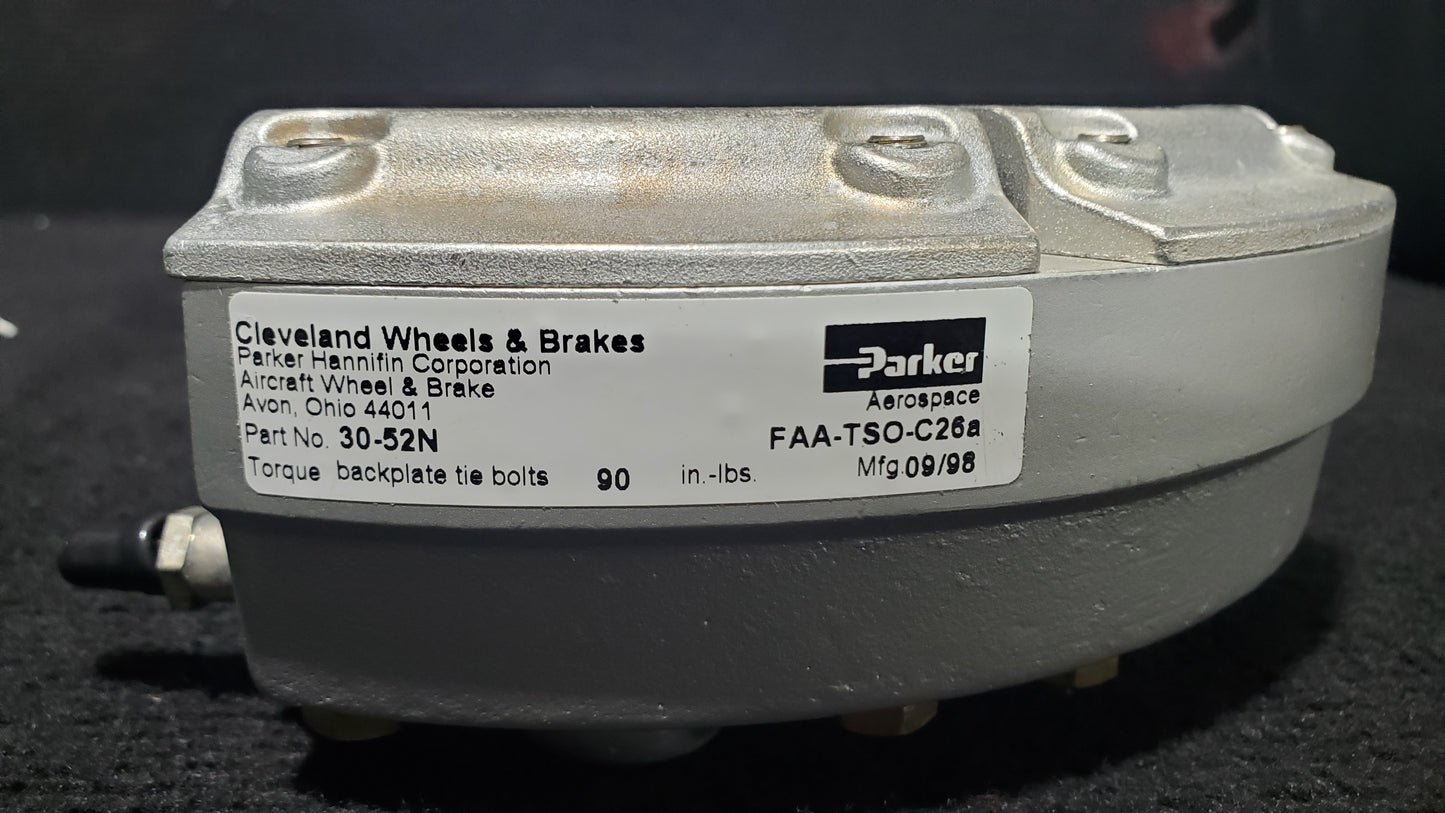 Cleveland Wheels & Brakes
Parker Hannifin Corporation
Aircraft Wheel & Brake
Avon, Ohio 44011
Part No. 30-52N
Torque backplate tie bolts 90 in.-lbs.
Parker
Aerospace
FAA-TSO-C26a
Mfg.09/98